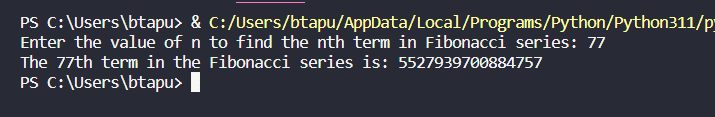 PS C:\Users\btapu> & C:/Users/btapu/AppData/Local/Programs/Python/Python311/py
Enter the value of n to find the nth term in Fibonacci series: 77
The 77th term in the Fibonacci series is: 5527939700884757
PS C:\Users\btapu>